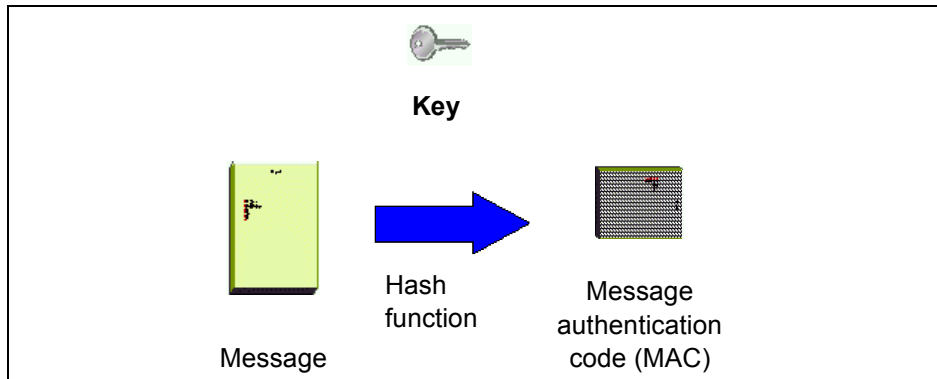 Key
Hash
function
Message
Message
authentication
code (MAC)